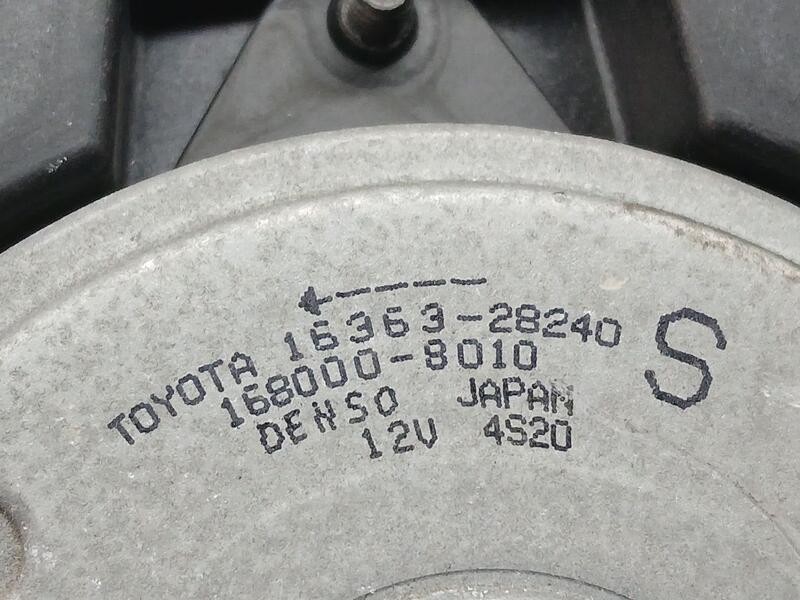 TOYOTA 16363-28240
168000-8010
DENSO JAPAN
12V 4S20
S